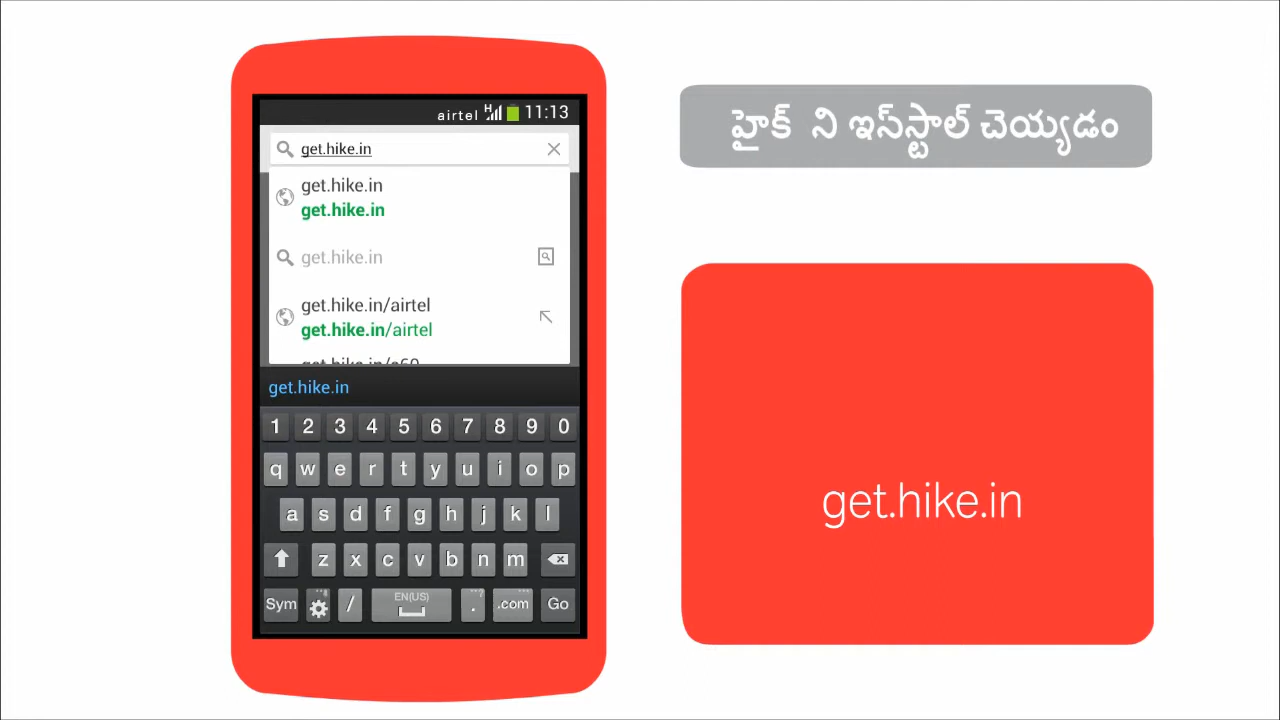 airtel H 11:13
get.hike.in
get.hike.in
get.hike.in
get.hike.in
get.hike.in/airtel
get.hike.in/airtel
get.hike.in
1 2 3 4 5 6 7 8 9 0
q w e r t y u i o p
a s d f g h j k l
z x c v b n m
Sym / EN(US) . .com Go
హైక్ ని ఇన్‌స్టాల్ చెయ్యడం
get.hike.in